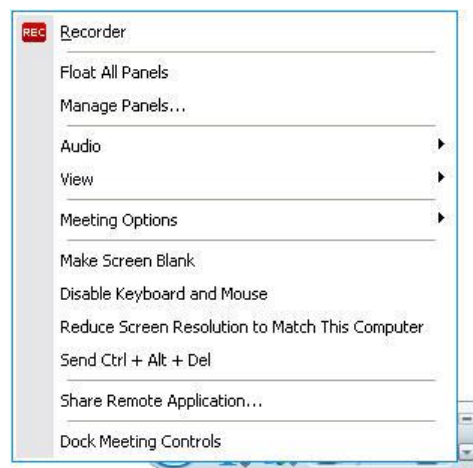 REC Recorder
Float All Panels
Manage Panels...
Audio
View
Meeting Options
Make Screen Blank
Disable Keyboard and Mouse
Reduce Screen Resolution to Match This Computer
Send Ctrl + Alt + Del
Share Remote Application...
Dock Meeting Controls